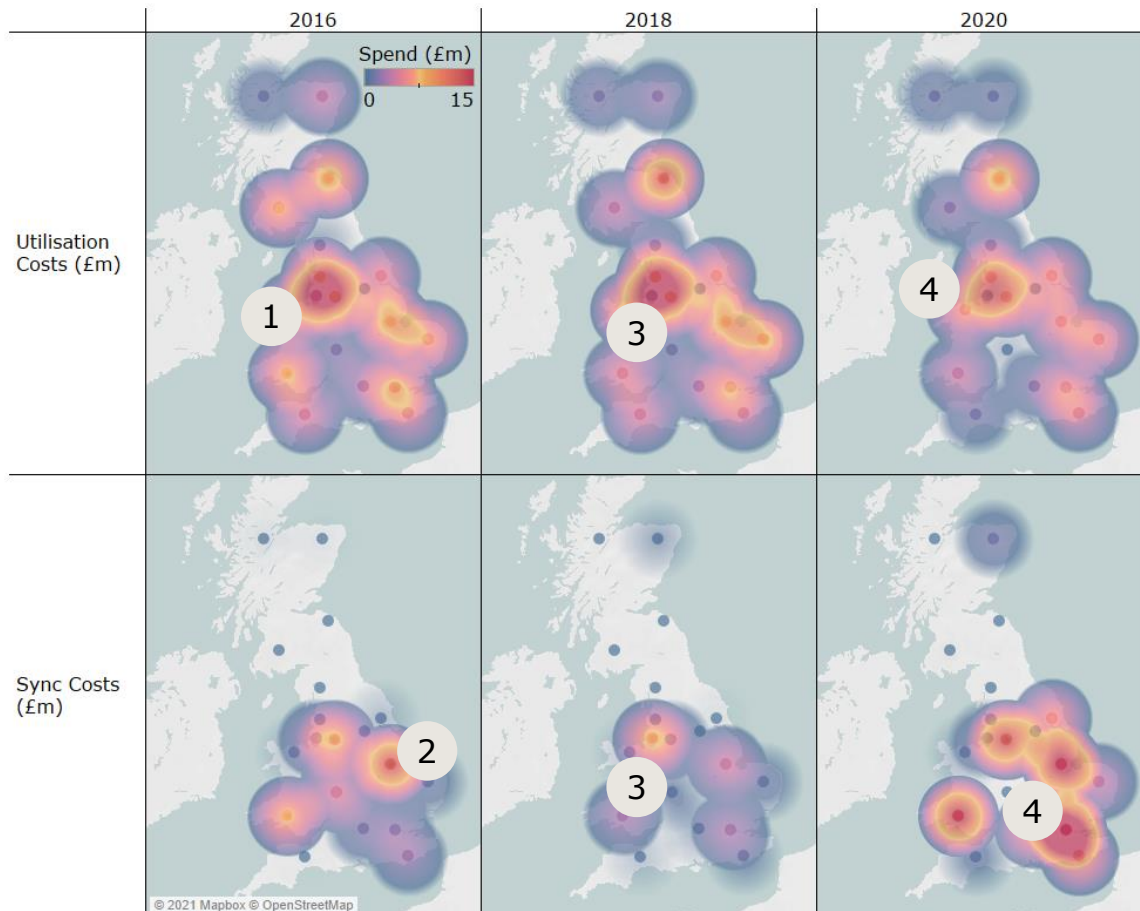 2016 2018 2020
Spend (£m)
0 15
Utilisation
Costs (£m)
1
3
4
Sync Costs
(£m)
2
3
4
© 2021 Mapbox © OpenStreetMap